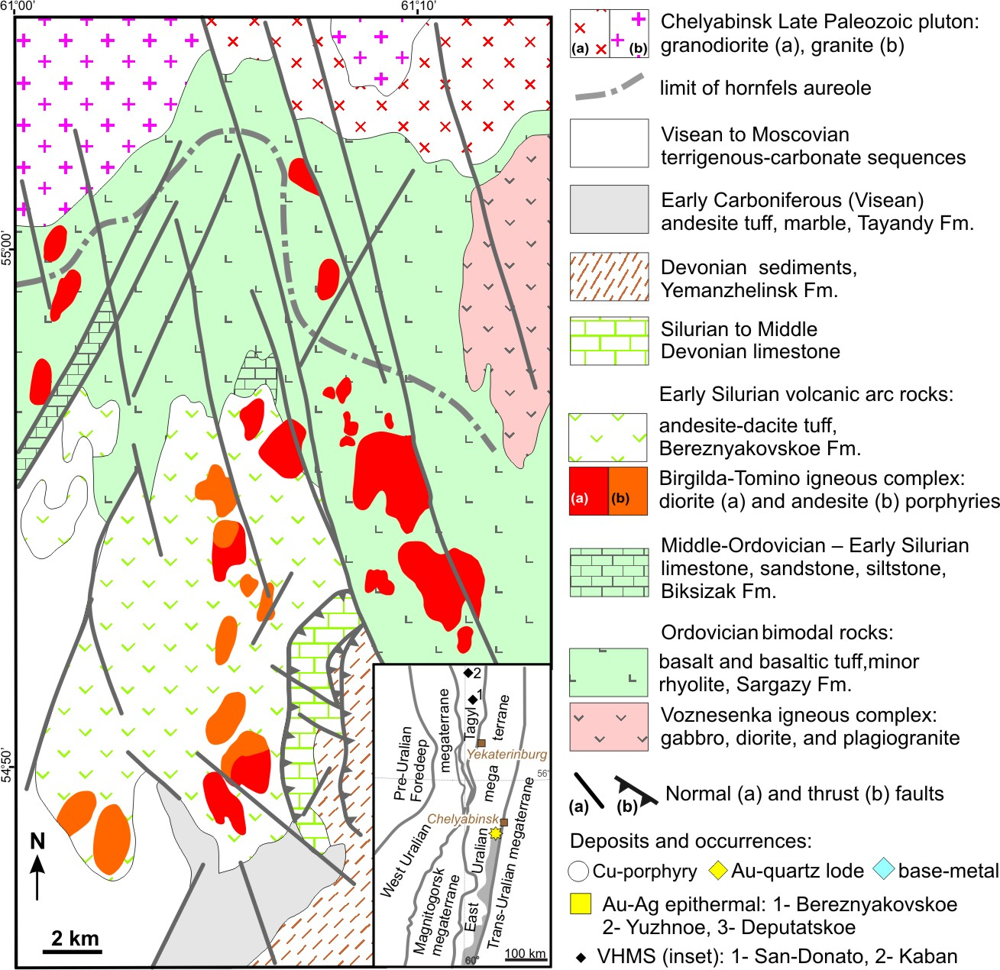 61°00'
61°10'
55°00'
54°50'
N
2 km
2
1
Pre-Uralian
Foredeep
megaterrane
Tagyl
terrane
mega
Yekaterinburg
56°
Chelyabinsk
West Uralian
Magnitogorsk
megaterrane
Uralian
East
Trans-Uralian megaterrane
60°
100 km
(a)
(b)
Chelyabinsk Late Paleozoic pluton:
granodiorite (a), granite (b)
limit of hornfels aureole
Visean to Moscovian
terrigenous-carbonate sequences
Early Carboniferous (Visean)
andesite tuff, marble, Tayandy Fm.
Devonian sediments,
Yemanzhelinsk Fm.
Silurian to Middle
Devonian limestone
Early Silurian volcanic arc rocks:
andesite-dacite tuff,
Bereznyakovskoe Fm.
(a)
(b)
Birgilda-Tomino igneous complex:
diorite (a) and andesite (b) porphyries
Middle-Ordovician – Early Silurian
limestone, sandstone, siltstone,
Biksizak Fm.
Ordovician bimodal rocks:
basalt and basaltic tuff,minor
rhyolite, Sargazy Fm.
Voznesenka igneous complex:
gabbro, diorite, and plagiogranite
(a)
(b)
Normal (a) and thrust (b) faults
Deposits and occurrences:
Cu-porphyry
Au-quartz lode
base-metal
Au-Ag epithermal: 1- Bereznyakovskoe
2- Yuzhnoe, 3- Deputatskoe
VHMS (inset): 1- San-Donato, 2- Kaban